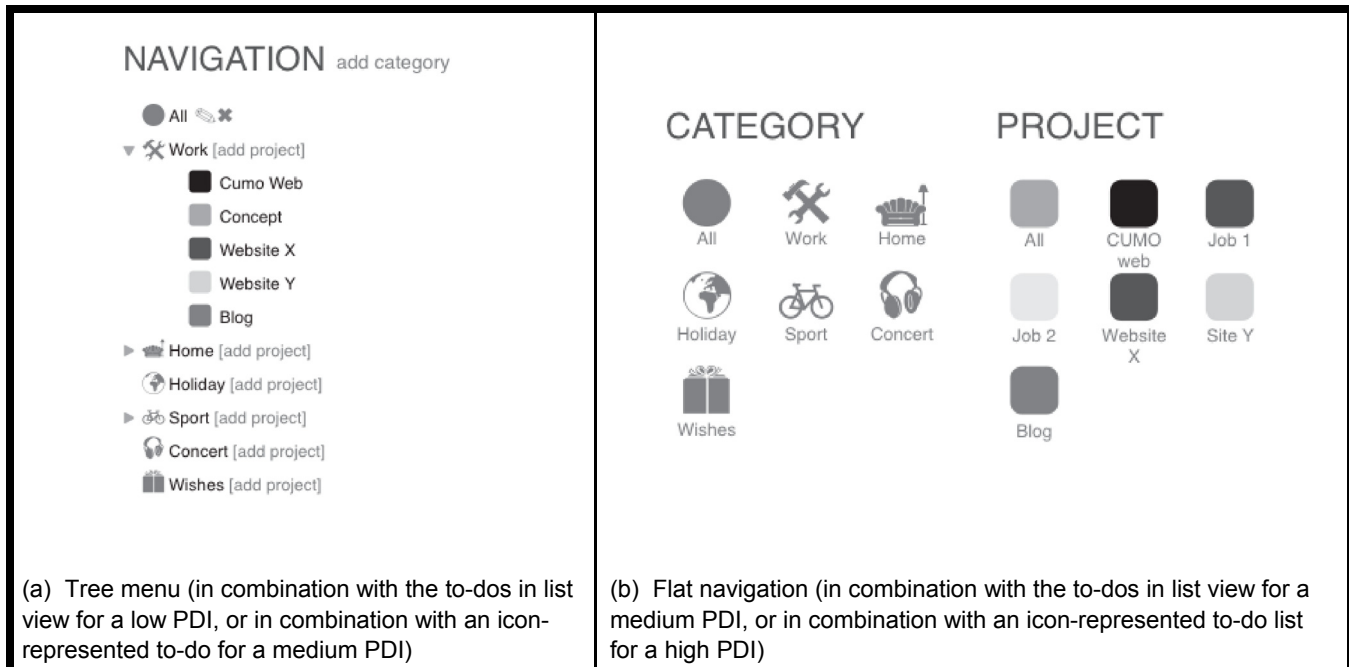 NAVIGATION add category
All
Work [add project]
Cumo Web
Concept
Website X
Website Y
Blog
Home [add project]
Holiday [add project]
Sport [add project]
Concert [add project]
Wishes [add project]
(a) Tree menu (in combination with the to-dos in list
view for a low PDI, or in combination with an icon-
represented to-do for a medium PDI)
CATEGORY
All Work Home
Holiday Sport Concert
Wishes
PROJECT
All CUMO Job 1
web
Job 2 Website Site Y
X
Blog
(b) Flat navigation (in combination with the to-dos in list view for a
medium PDI, or in combination with an icon-represented to-do list
for a high PDI)